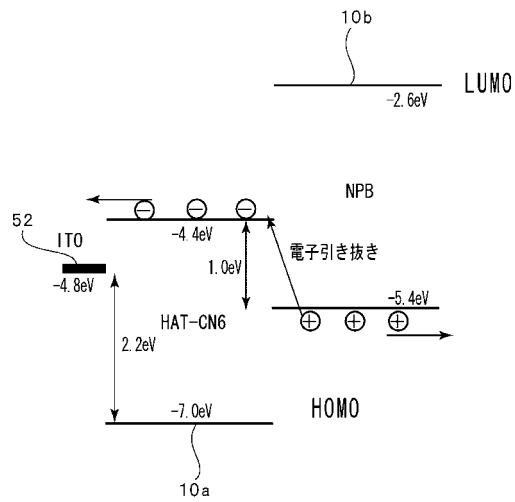 10b
LUMO
-2.6eV
NPB
52
ITO
-4.4eV
電子引き抜き
-4.8eV
1.0eV
-5.4eV
HAT-CN6
2.2eV
-7.0eV
HOMO
10a